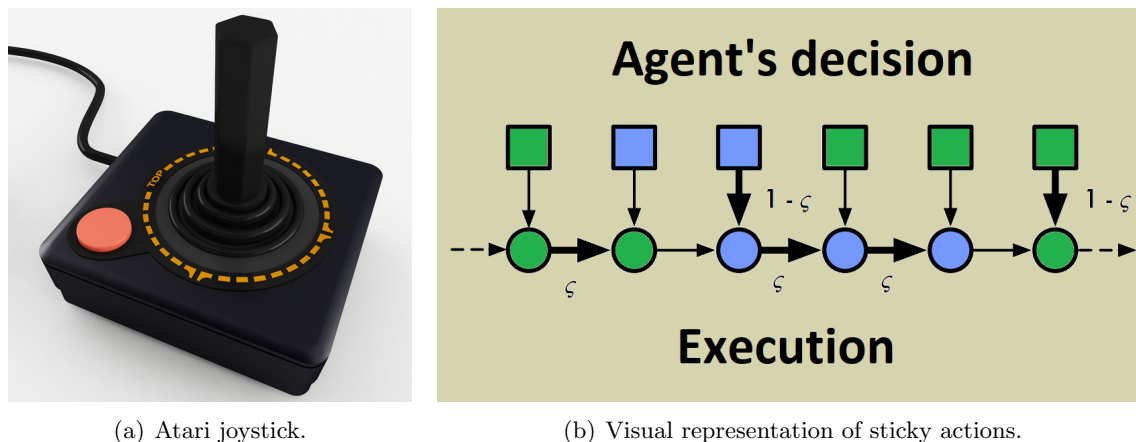 TOP
Agent's decision
1 - ς
1 - ς
ς
ς
ς
Execution
(a) Atari joystick.
(b) Visual representation of sticky actions.